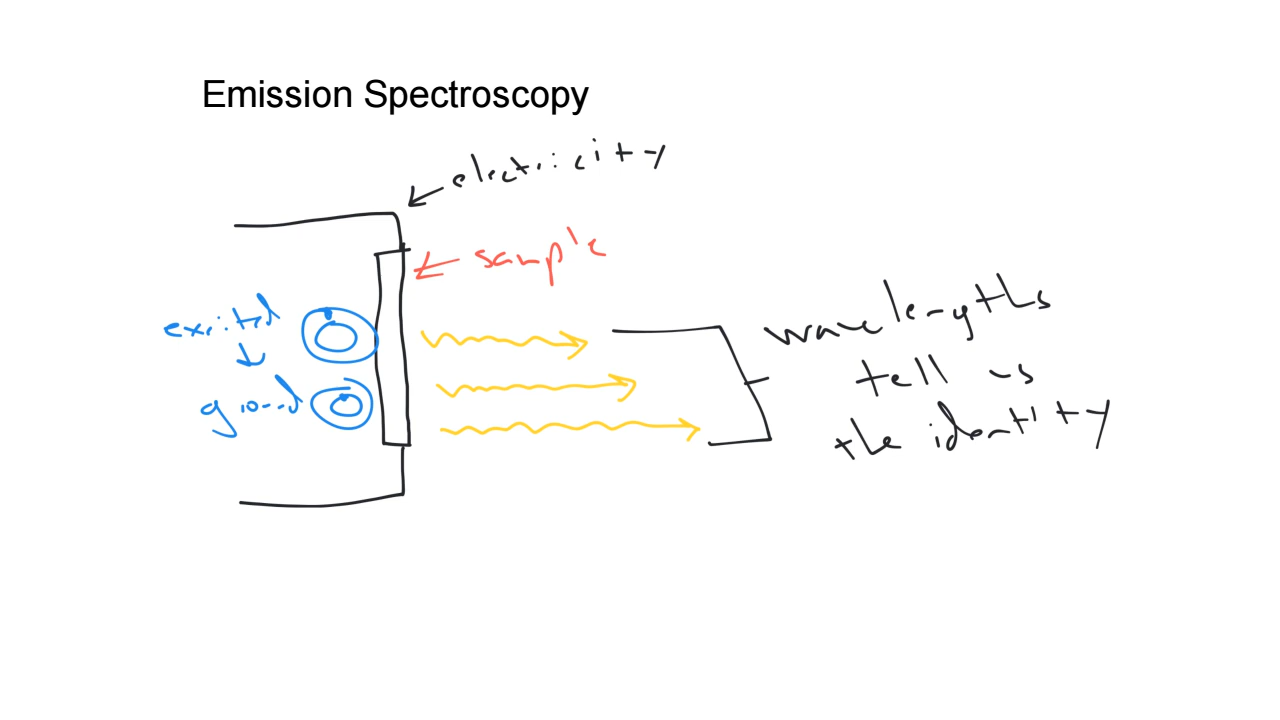 Emission Spectroscopy
electricity
sample
excited
ground
wavelengths
tell us
the identity